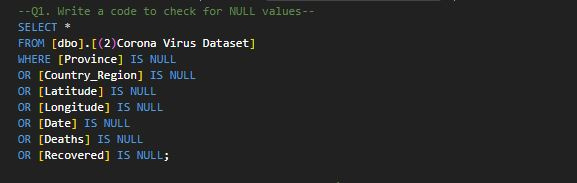 --Q1. Write a code to check for NULL values--
SELECT *
FROM [dbo].[(2)Corona Virus Dataset]
WHERE [Province] IS NULL
OR [Country_Region] IS NULL
OR [Latitude] IS NULL
OR [Longitude] IS NULL
OR [Date] IS NULL
OR [Deaths] IS NULL
OR [Recovered] IS NULL;